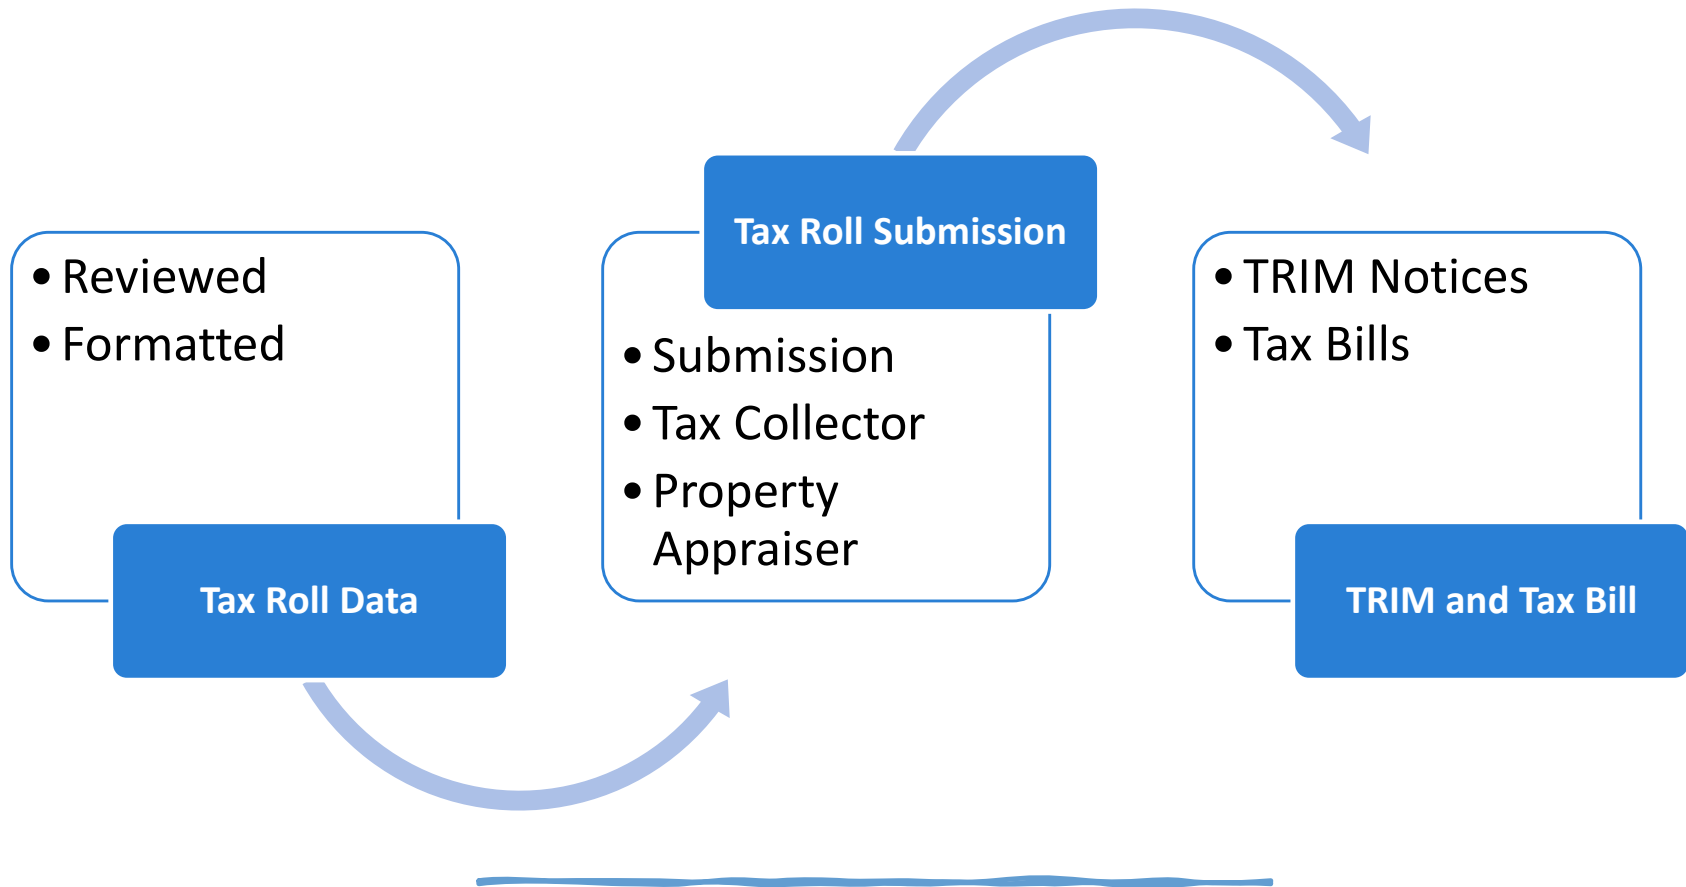 • Reviewed
• Formatted
Tax Roll Data
Tax Roll Submission
• Submission
• Tax Collector
• Property
Appraiser
• TRIM Notices
• Tax Bills
TRIM and Tax Bill